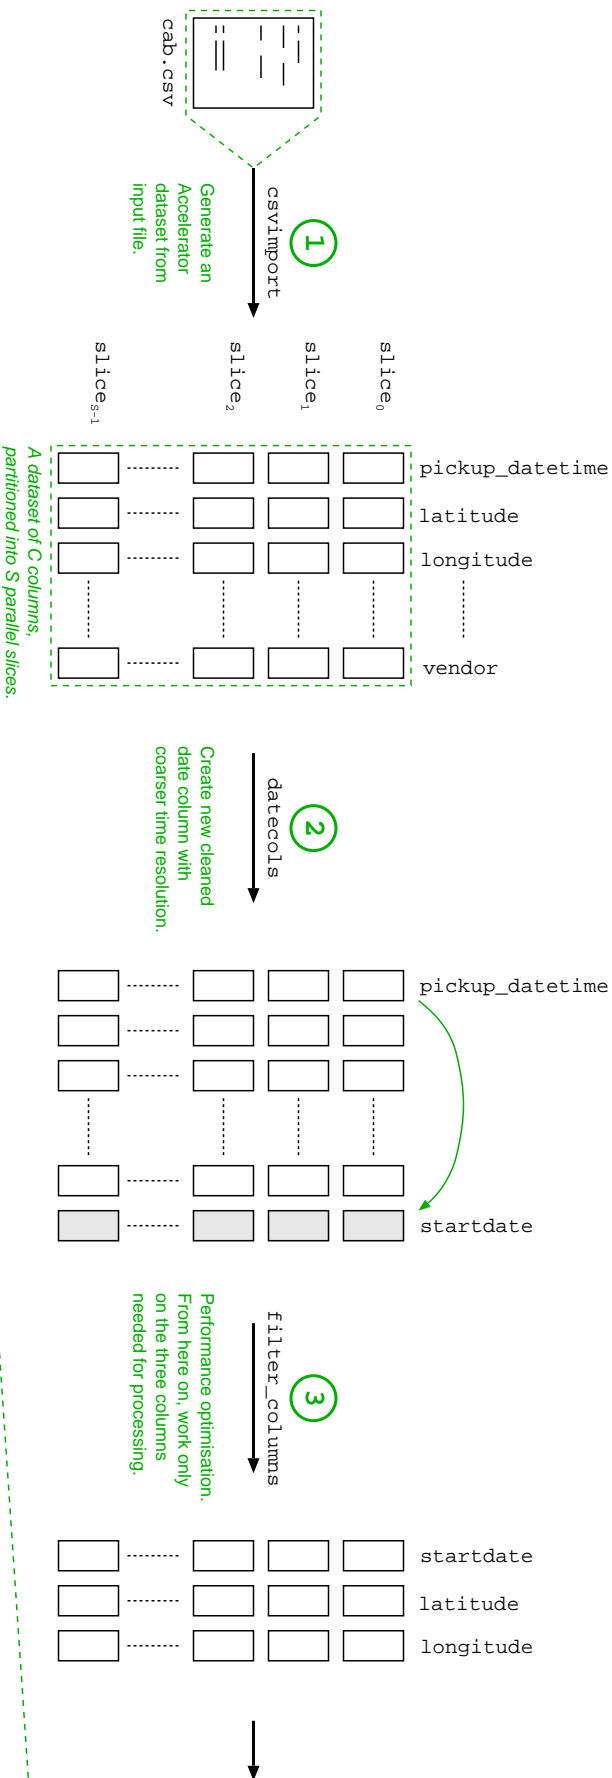 cab.csv
1
csvimport
Generate an
Accelerator
dataset from
input file.
slice0
slice1
slice2
sliceS-1
pickup_datetime
latitude
longitude
vendor
A dataset of C columns,
partitioned into S parallel slices.
2
datecols
Create new cleaned
date column with
coarser time resolution.
pickup_datetime
startdate
3
filter_columns
Performance optimisation.
From here on, work only
on the three columns
needed for processing.
startdate
latitude
longitude